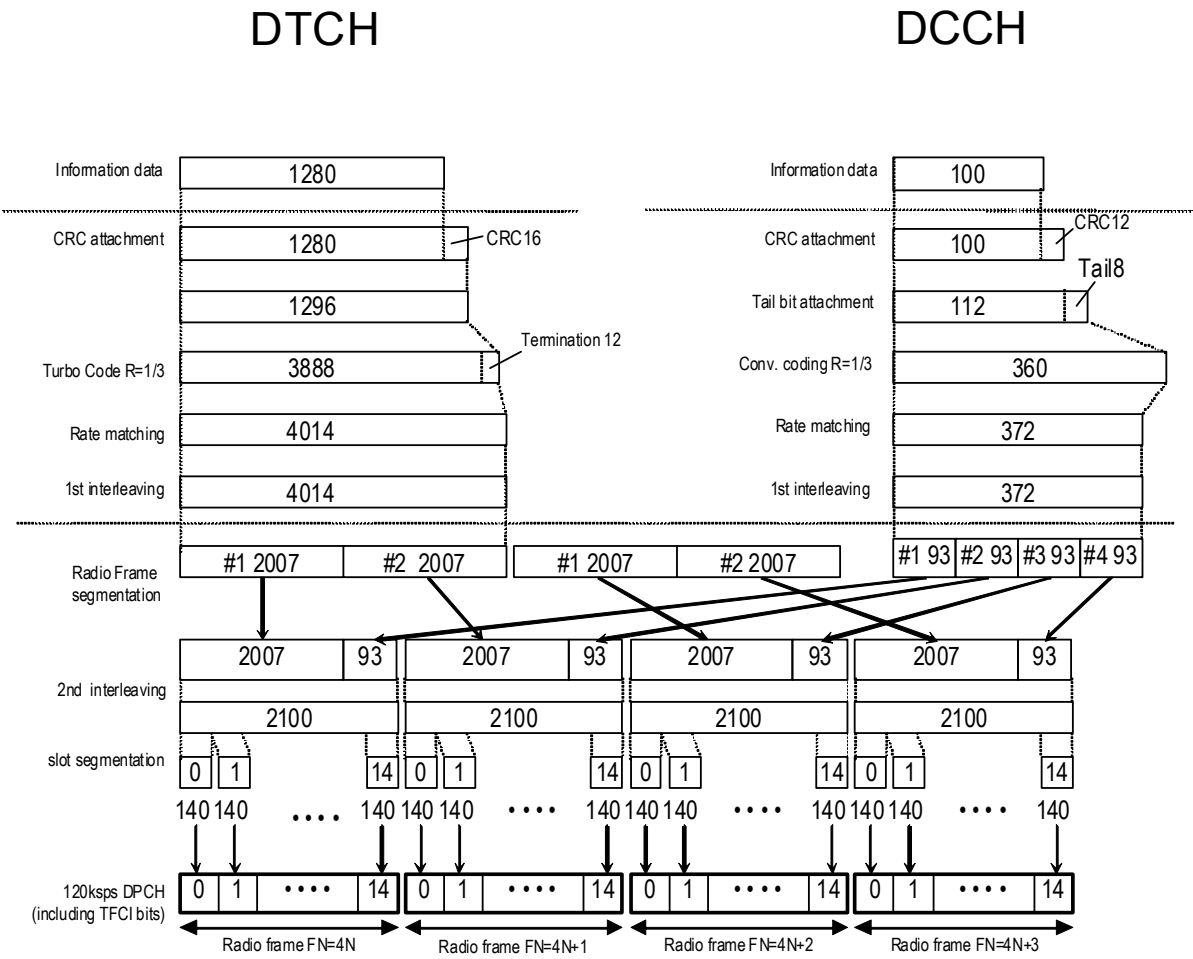 DTCH DCCH
Information data 1280 Information data 100
CRC attachment 1280 CRC16 CRC attachment 100 CRC12
1296 Tail bit attachment 112 Tail8
Turbo Code R=1/3 3888 Termination 12 Conv. coding R=1/3 360
Rate matching 4014 Rate matching 372
1st interleaving 4014 1st interleaving 372
Radio Frame segmentation #1 2007 #2 2007 #1 2007 #2 2007 #1 93 #2 93 #3 93 #4 93
2007 93 2007 93 2007 93 2007 93
2nd interleaving
2100 2100 2100 2100
slot segmentation 0 1 14 0 1 14 0 1 14 0 1 14
140 140 •••• 140 140 140 •••• 140 140 140 •••• 140 140 140 •••• 140
120ksps DPCH (including TFCI bits) 0 1 •••• 14 0 1 •••• 14 0 1 •••• 14 0 1 •••• 14
Radio frame FN=4N Radio frame FN=4N+1 Radio frame FN=4N+2 Radio frame FN=4N+3